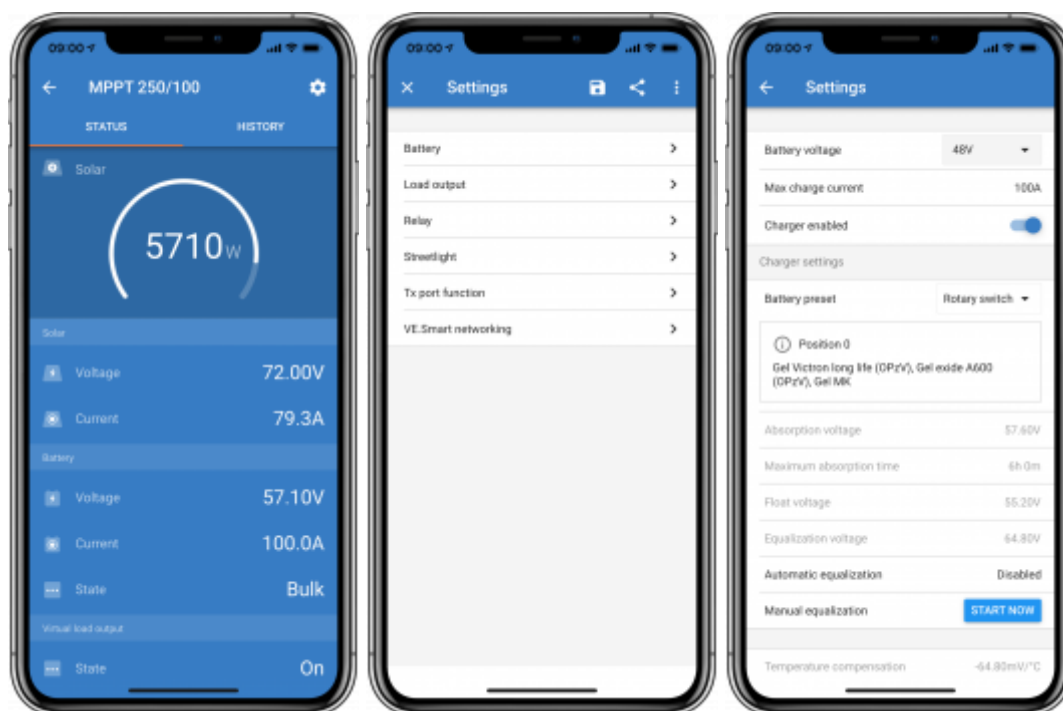 09:00
MPPT 250/100
STATUS HISTORY
Solar
5710W
Solar
Voltage 72.00V
Current 79.3A
Battery
Voltage 57.10V
Current 100.0A
State Bulk
Virtual load output
State On
09:00
Settings
Battery
Load output
Relay
Streetlight
Tx port function
VE.Smart networking
09:00
Settings
Battery voltage 48V
Max charge current 100A
Charger enabled
Charger settings
Battery preset Rotary switch
Position 0
Gel Victron long life (OPzV), Gel exide A600
(OPzV), Gel MK
Absorption voltage 57.60V
Maximum absorption time 6h 0m
Float voltage 55.20V
Equalization voltage 64.80V
Automatic equalization Disabled
Manual equalization START NOW
Temperature compensation -64.80mV/°C